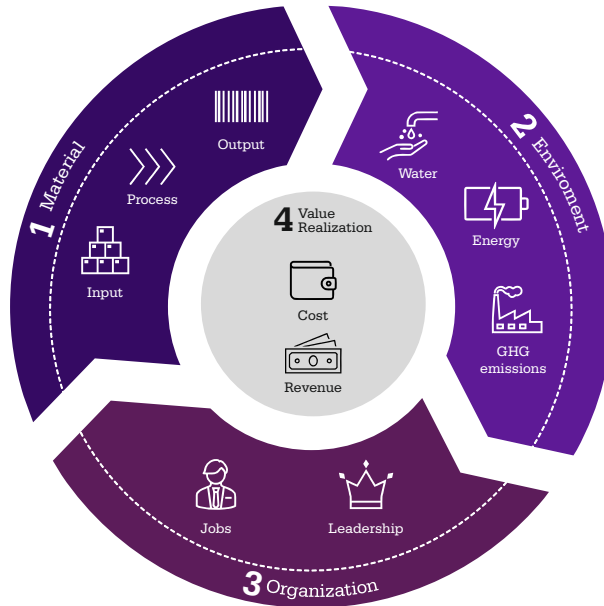 1 Material
Output
Process
Input
2 Enviroment
Water
Energy
GHG
emissions
3 Organization
Jobs
Leadership
4 Value
Realization
Cost
Revenue